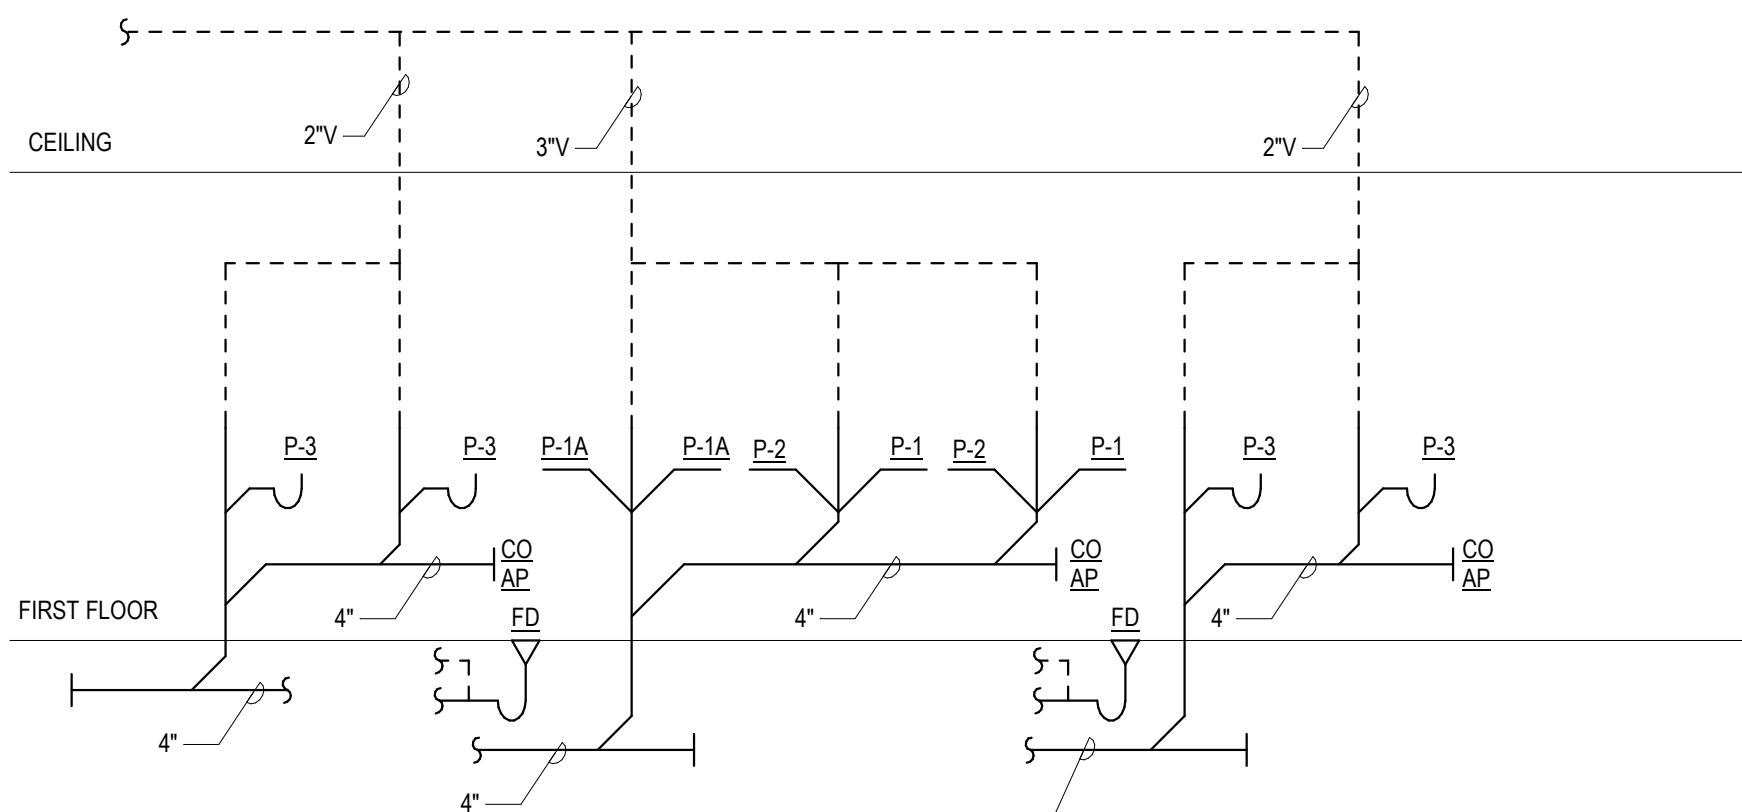 2"V
3"V
2"V
CEILING
P-3
P-3
P-1A
P-1A
P-2
P-1
P-2
P-1
P-3
P-3
CO
AP
CO
AP
CO
AP
4"
4"
4"
FIRST FLOOR
FD
FD
4"
4"